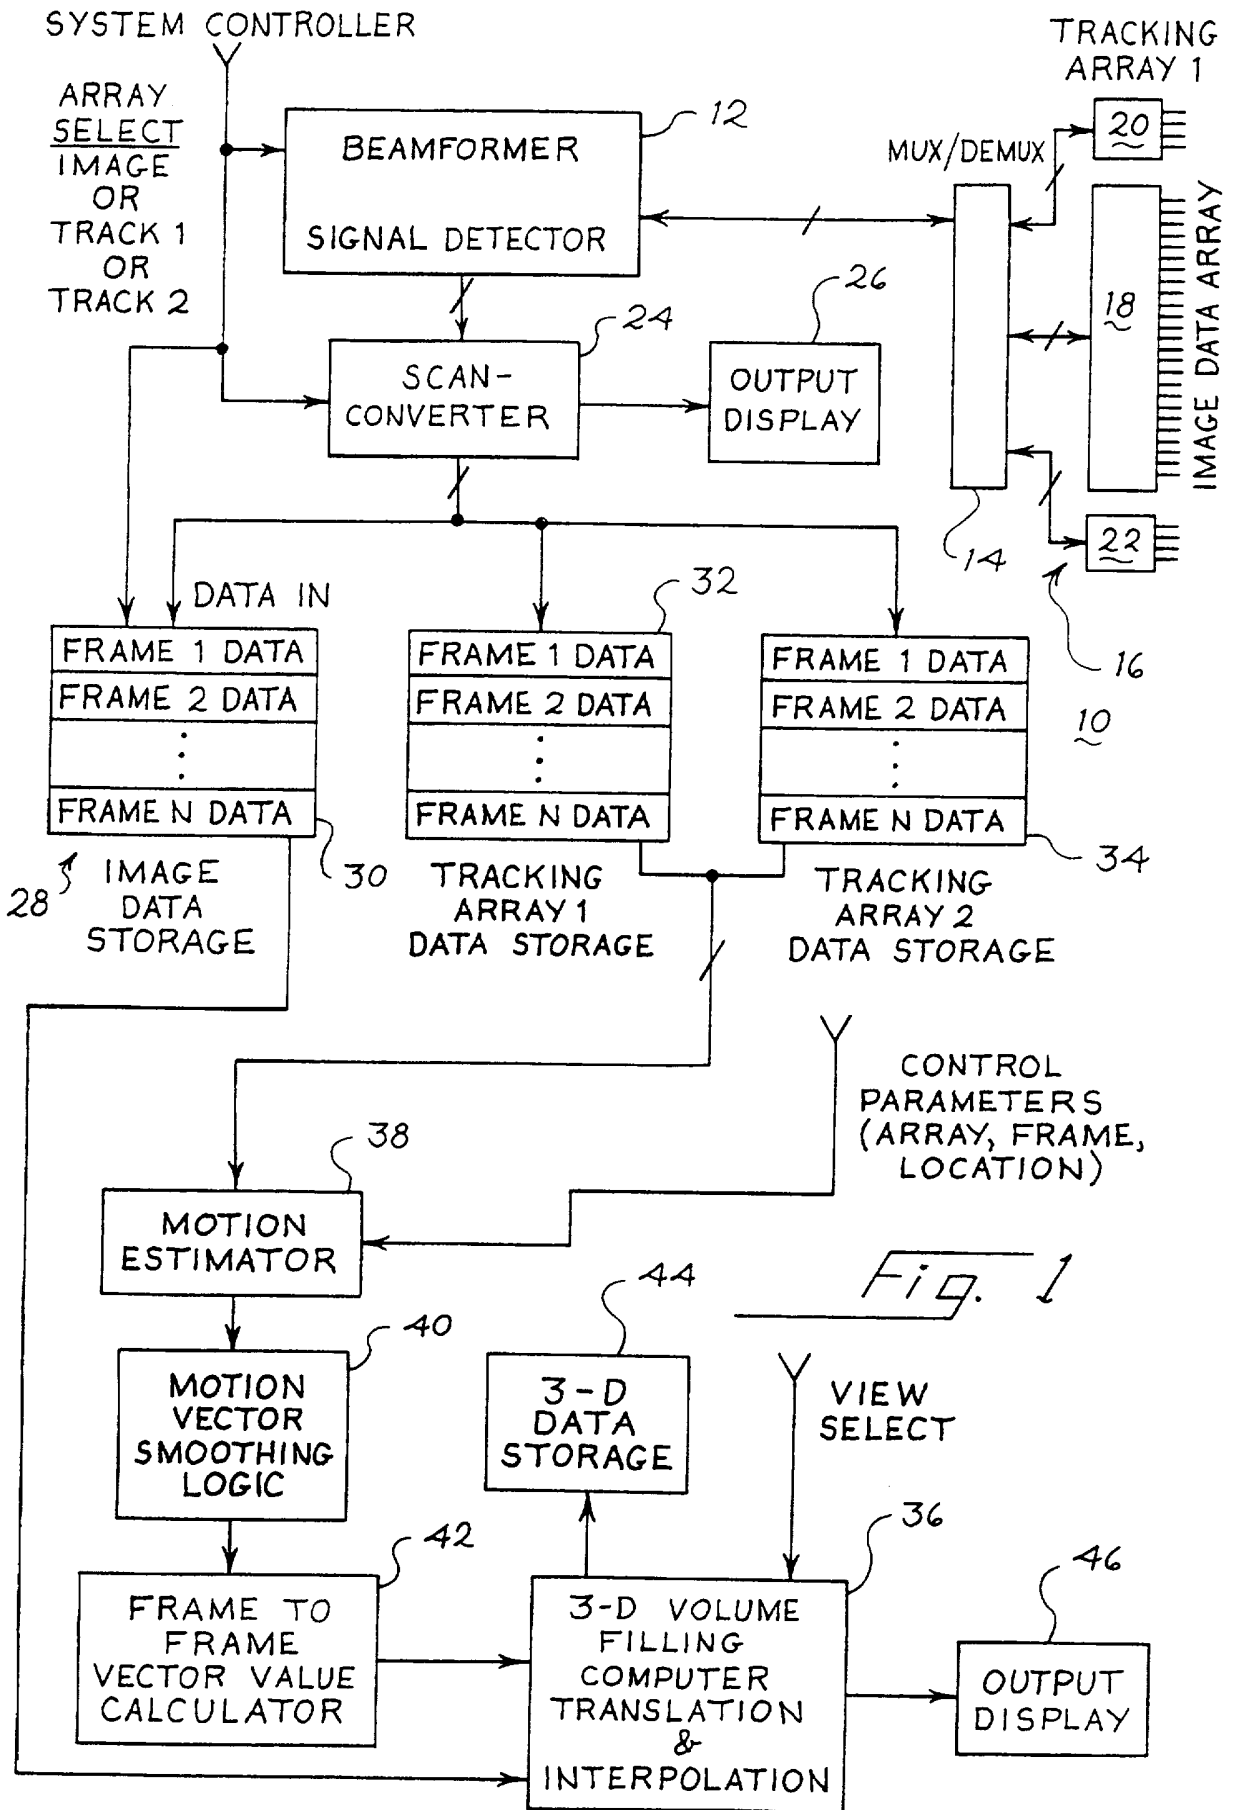 SYSTEM CONTROLLER
TRACKING
ARRAY 1
ARRAY
SELECT
IMAGE
OR
TRACK 1
OR
TRACK 2
12
BEAMFORMER
SIGNAL DETECTOR
MUX/DEMUX
20
18
IMAGE DATA ARRAY
22
14
16
10
24
SCAN-
CONVERTER
26
OUTPUT
DISPLAY
DATA IN
FRAME 1 DATA
FRAME 2 DATA
FRAME N DATA
28
30
IMAGE
DATA
STORAGE
32
FRAME 1 DATA
FRAME 2 DATA
FRAME N DATA
TRACKING
ARRAY 1
DATA STORAGE
FRAME 1 DATA
FRAME 2 DATA
FRAME N DATA
34
TRACKING
ARRAY 2
DATA STORAGE
CONTROL
PARAMETERS
(ARRAY, FRAME,
LOCATION)
38
MOTION
ESTIMATOR
Fig. 1
40
MOTION
VECTOR
SMOOTHING
LOGIC
44
3-D
DATA
STORAGE
VIEW
SELECT
42
FRAME TO
FRAME
VECTOR VALUE
CALCULATOR
36
3-D VOLUME
FILLING
COMPUTER
TRANSLATION
&
INTERPOLATION
46
OUTPUT
DISPLAY